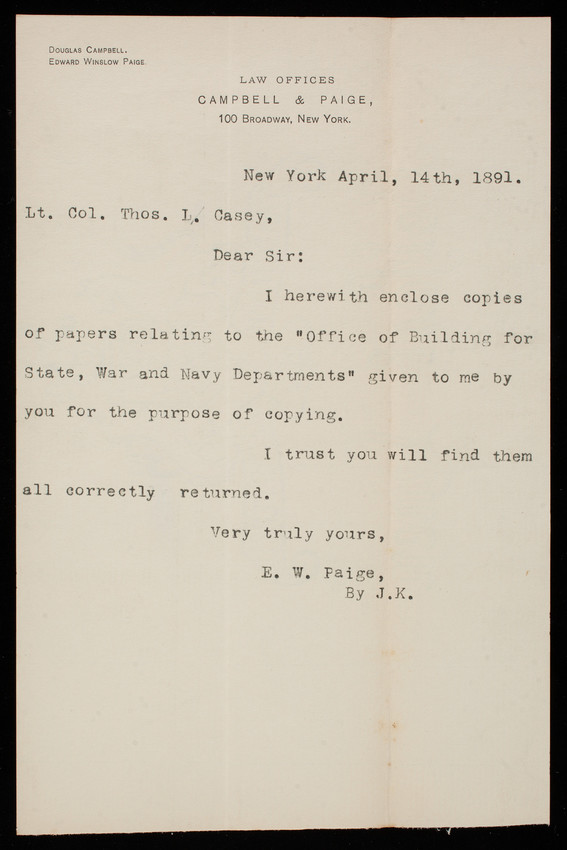 Douglas Campbell.
Edward Winslow Paige.
LAW OFFICES
CAMPBELL & PAIGE,
100 Broadway, New York.
New York April, 14th, 1891.
Lt. Col. Thos. L. Casey,
Dear Sir:
I herewith enclose copies
of papers relating to the "Office of Building for
State, War and Navy Departments" given to me by
you for the purpose of copying.
I trust you will find them
all correctly returned.
Very truly yours,
E. W. Paige,
By J.K.